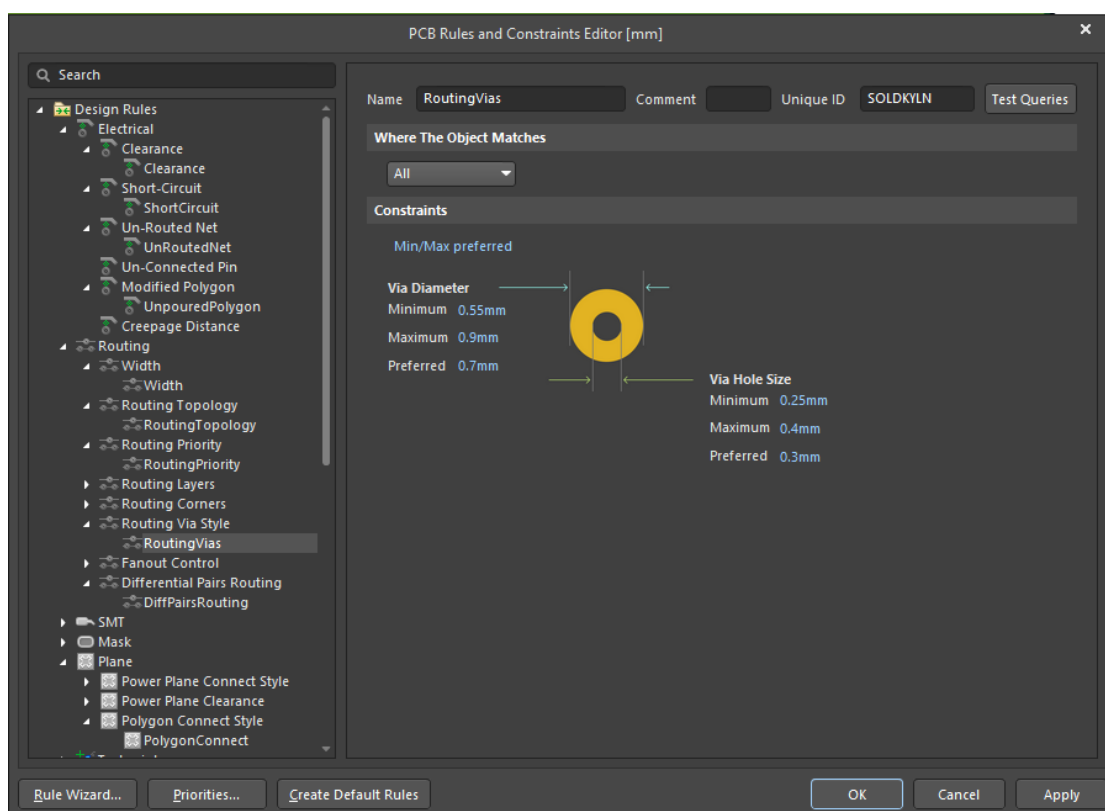 PCB Rules and Constraints Editor [mm]
Search
Design Rules
Electrical
Clearance
Clearance
Short-Circuit
ShortCircuit
Un-Routed Net
UnRoutedNet
Un-Connected Pin
Modified Polygon
UnpouredPolygon
Creepage Distance
Routing
Width
Width
Routing Topology
RoutingTopology
Routing Priority
RoutingPriority
Routing Layers
Routing Corners
Routing Via Style
RoutingVias
Fanout Control
Differential Pairs Routing
DiffPairsRouting
SMT
Mask
Plane
Power Plane Connect Style
Power Plane Clearance
Polygon Connect Style
PolygonConnect
Name RoutingVias Comment Unique ID SOLDKYLN Test Queries
Where The Object Matches
All
Constraints
Min/Max preferred
Via Diameter
Minimum 0.55mm
Maximum 0.9mm
Preferred 0.7mm
Via Hole Size
Minimum 0.25mm
Maximum 0.4mm
Preferred 0.3mm
Rule Wizard... Priorities... Create Default Rules OK Cancel Apply